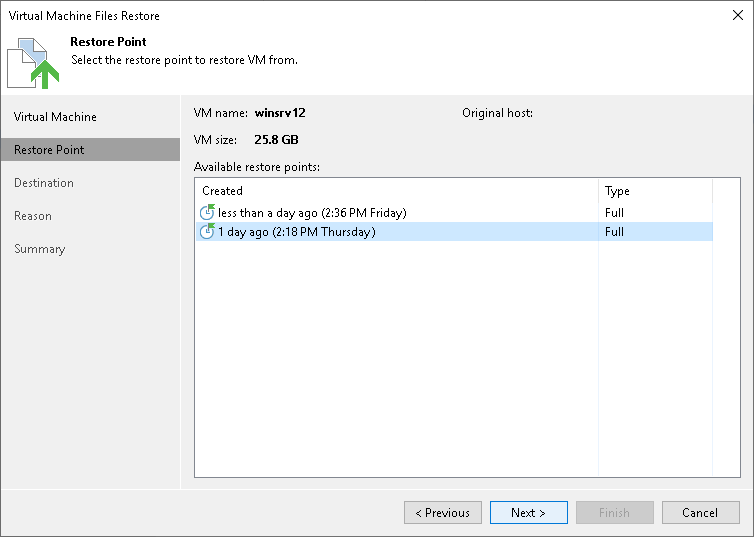 Virtual Machine Files Restore
Restore Point
Select the restore point to restore VM from.
Virtual Machine
Restore Point
Destination
Reason
Summary
VM name: winsrv12 Original host:
VM size: 25.8 GB
Available restore points:
Created Type
less than a day ago (2:36 PM Friday) Full
1 day ago (2:18 PM Thursday) Full
< Previous Next > Finish Cancel